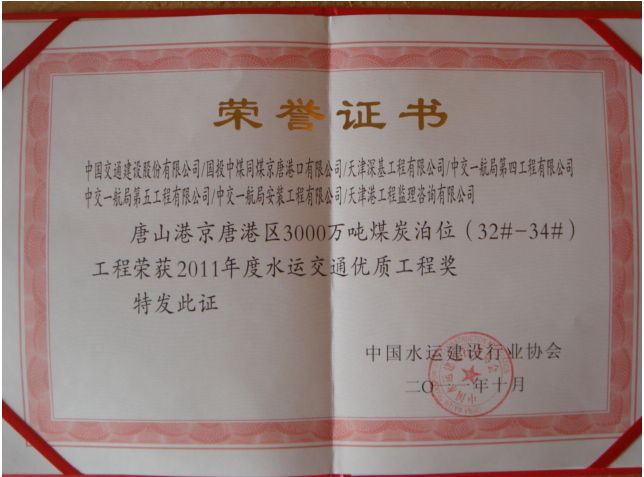 荣誉证书
中国交通建设股份有限公司/国投中煤同煤京唐港口有限公司/天津深基工程有限公司/中交一航局第四工程有限公司
中交一航局第五工程有限公司/中交一航局安装工程有限公司/天津港工程监理咨询有限公司
唐山港京唐港区3000万吨煤炭泊位(32#-34#)
工程荣获2011年度水运交通优质工程奖
特发此证
中国水运建设行业协会
二〇一一年十月